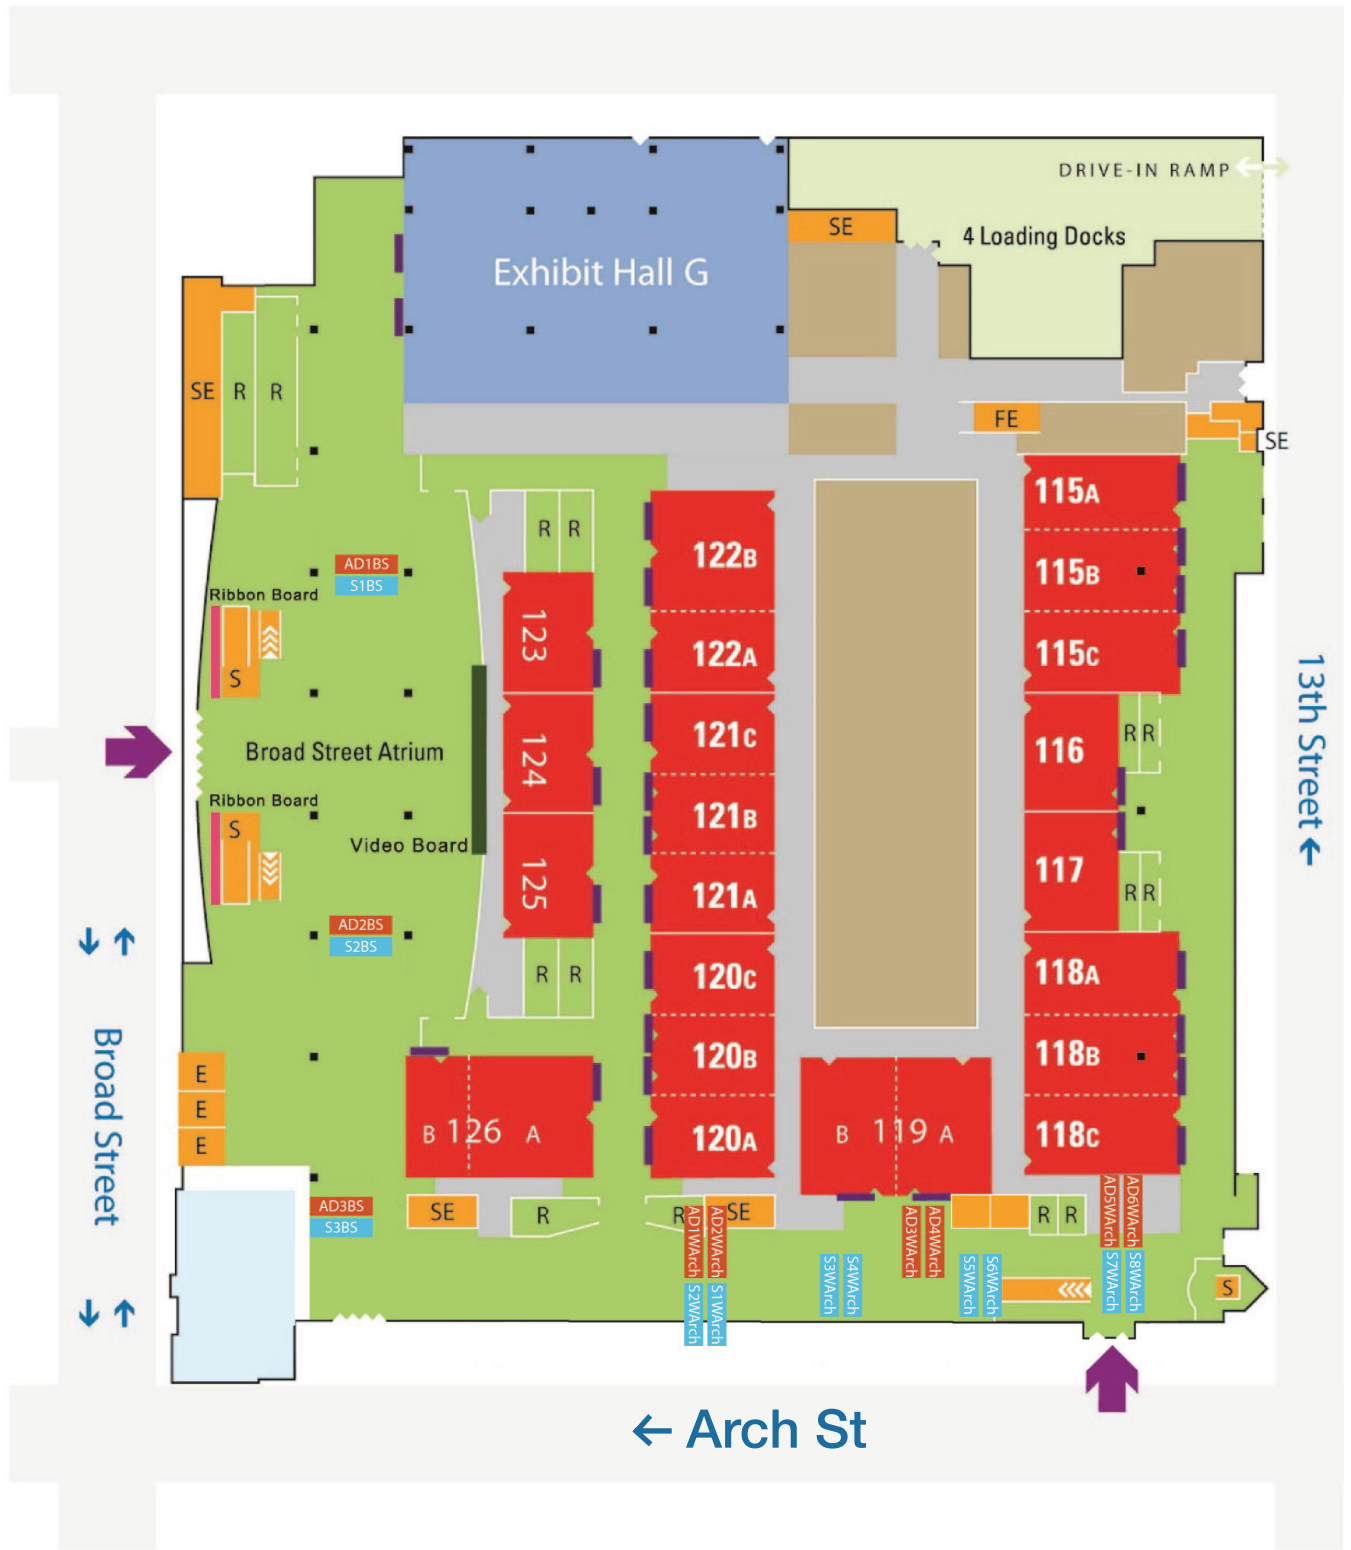 DRIVE-IN RAMP
SE
4 Loading Docks
Exhibit Hall G
SE
R
R
FE
SE
115A
R
R
122B
AD1BS
S1BS
115B
Ribbon Board
123
122A
115C
S
121C
R
R
116
Broad Street Atrium
124
13th Street ←
Ribbon Board
S
121B
Video Board
125
121A
117
R
R
AD2BS
S2BS
R
R
120C
118A
Broad Street
E
E
E
120B
118B
B 126 A
120A
B 119 A
118C
AD3BS
S3BS
SE
R
R
SE
AD1WArch
AD2WArch
AD3WArch
AD4WArch
R
R
AD5WArch
AD6WArch
S2WArch
S1WArch
S3WArch
S4WArch
S5WArch
S6WArch
S7WArch
S8WArch
S
← Arch St